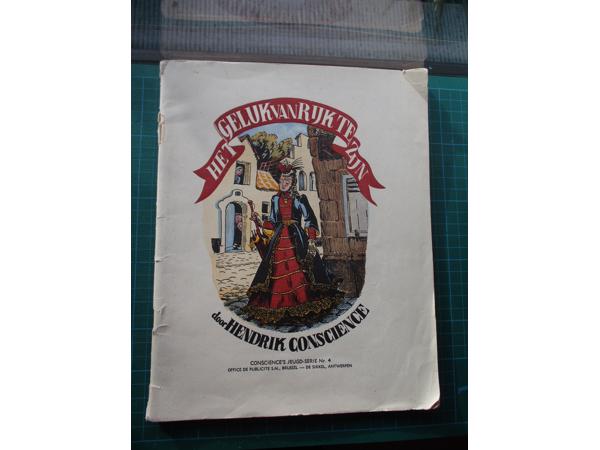 HET GELUK VAN RIJK TE ZIJN
door HENDRIK CONSCIENCE
CONSCIENCE'S JEUGD-SERIE Nr. 4
OFFICE DE PUBLICITE S.N., BRUSSEL — DE SIKKEL, ANTWERPEN